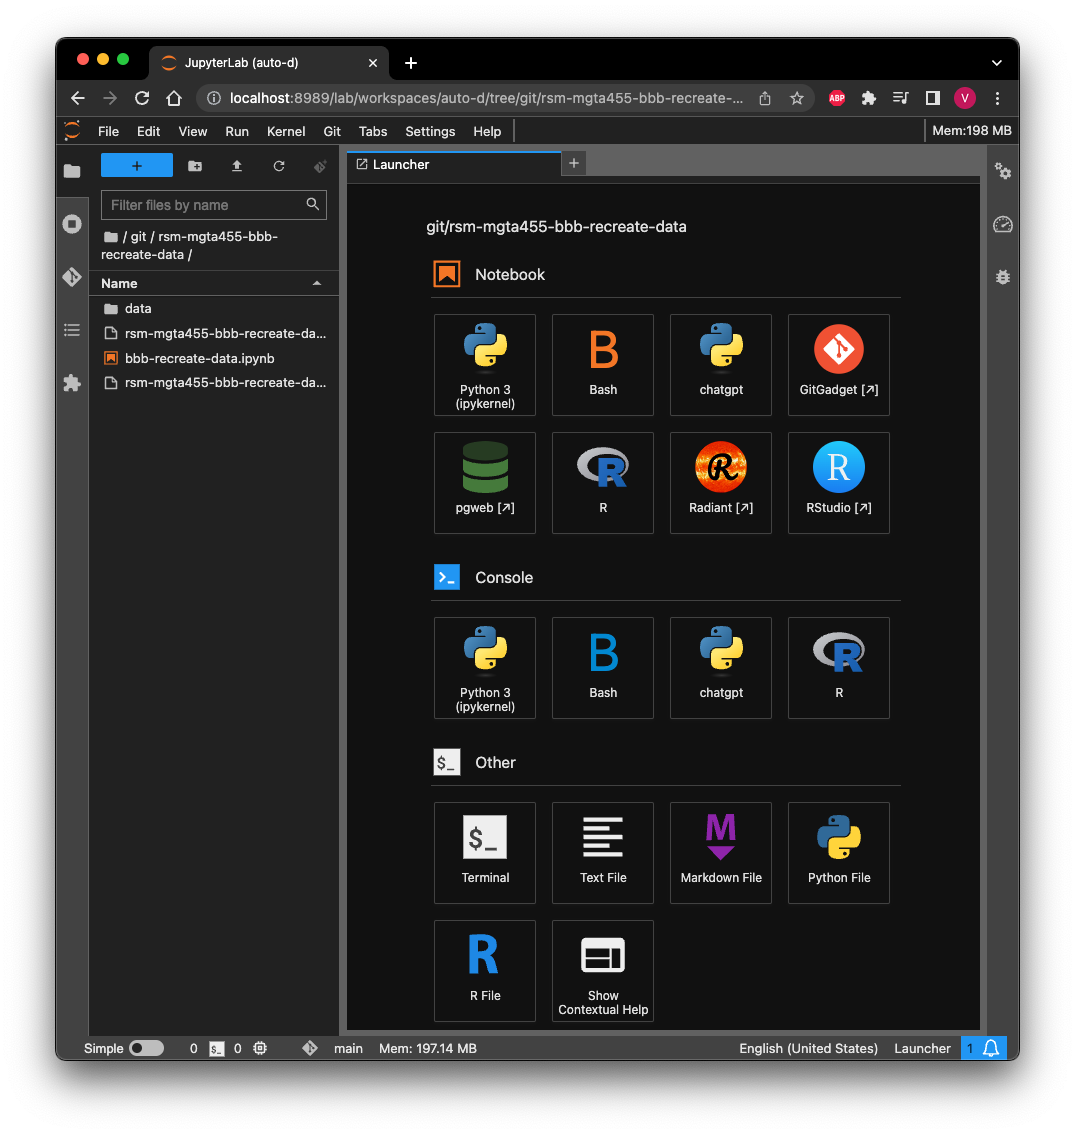 JupyterLab (auto-d)
localhost:8989/lab/workspaces/auto-d/tree/git/rsm-mgta455-bbb-recreate-...
ABP
V
File Edit View Run Kernel Git Tabs Settings Help
Mem:198 MB
Launcher
Filter files by name
/ git / rsm-mgta455-bbb-
recreate-data /
Name
data
rsm-mgta455-bbb-recreate-da...
bbb-recreate-data.ipynb
rsm-mgta455-bbb-recreate-da...
git/rsm-mgta455-bbb-recreate-data
Notebook
B
Python 3
(ipykernel)
Bash
chatgpt
GitGadget [↗]
R
R
R
pgweb [↗]
R
Radiant [↗]
RStudio [↗]
Console
B
R
Python 3
(ipykernel)
Bash
chatgpt
R
$_
Other
$_
M
Terminal
Text File
Markdown File
Python File
R
R File
Show
Contextual Help
Simple 0 $_ 0 main Mem: 197.14 MB English (United States) Launcher 1